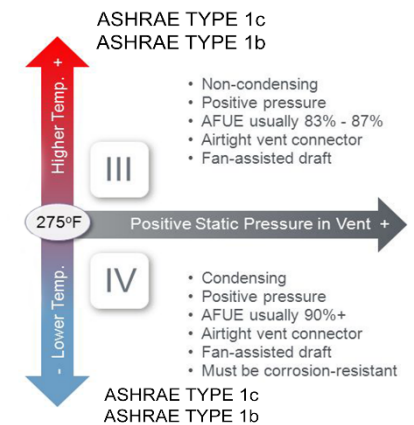 ASHRAE TYPE 1c
ASHRAE TYPE 1b
Higher Temp. +
• Non-condensing
• Positive pressure
• AFUE usually 83% - 87%
• Airtight vent connector
• Fan-assisted draft
III
275°F
Positive Static Pressure in Vent +
IV
- Lower Temp.
• Condensing
• Positive pressure
• AFUE usually 90%+
• Airtight vent connector
• Fan-assisted draft
• Must be corrosion-resistant
ASHRAE TYPE 1c
ASHRAE TYPE 1b